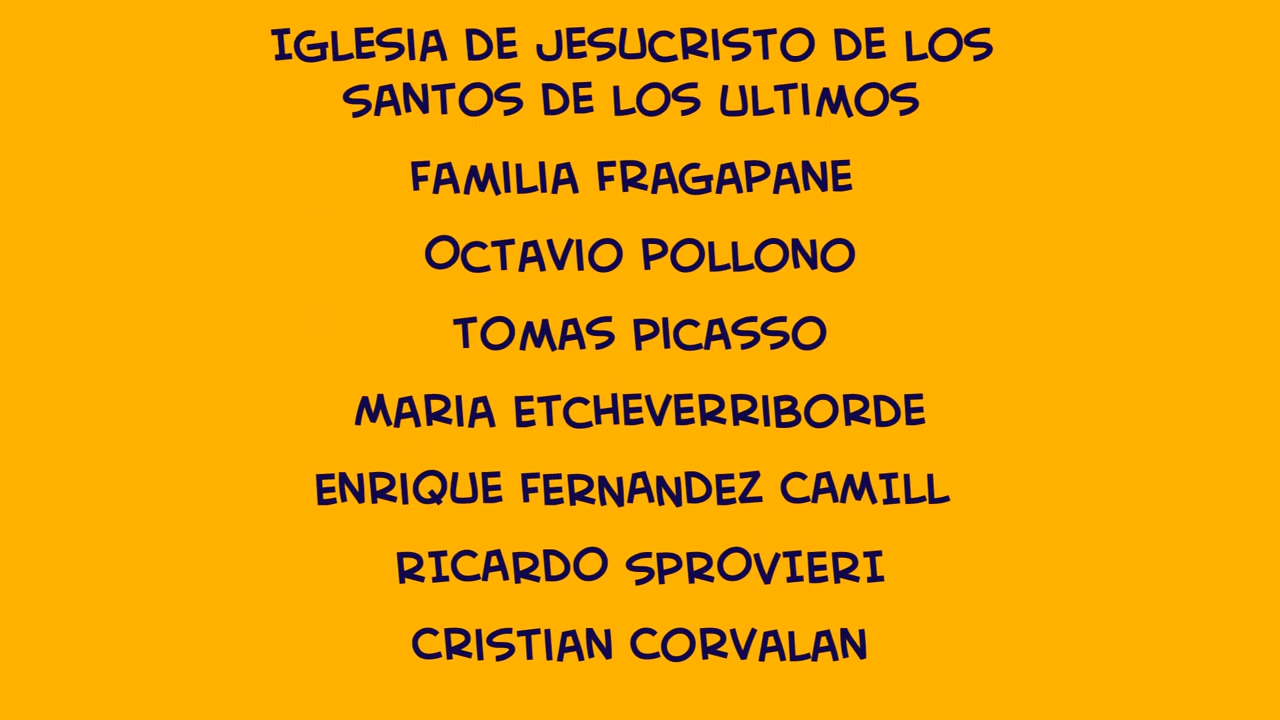 IGLESIA DE JESUCRISTO DE LOS
SANTOS DE LOS ULTIMOS
FAMILIA FRAGAPANE
OCTAVIO POLLONO
TOMAS PICASSO
MARIA ETCHEVERRIBORDE
ENRIQUE FERNANDEZ CAMILL
RICARDO SPROVIERI
CRISTIAN CORVALAN